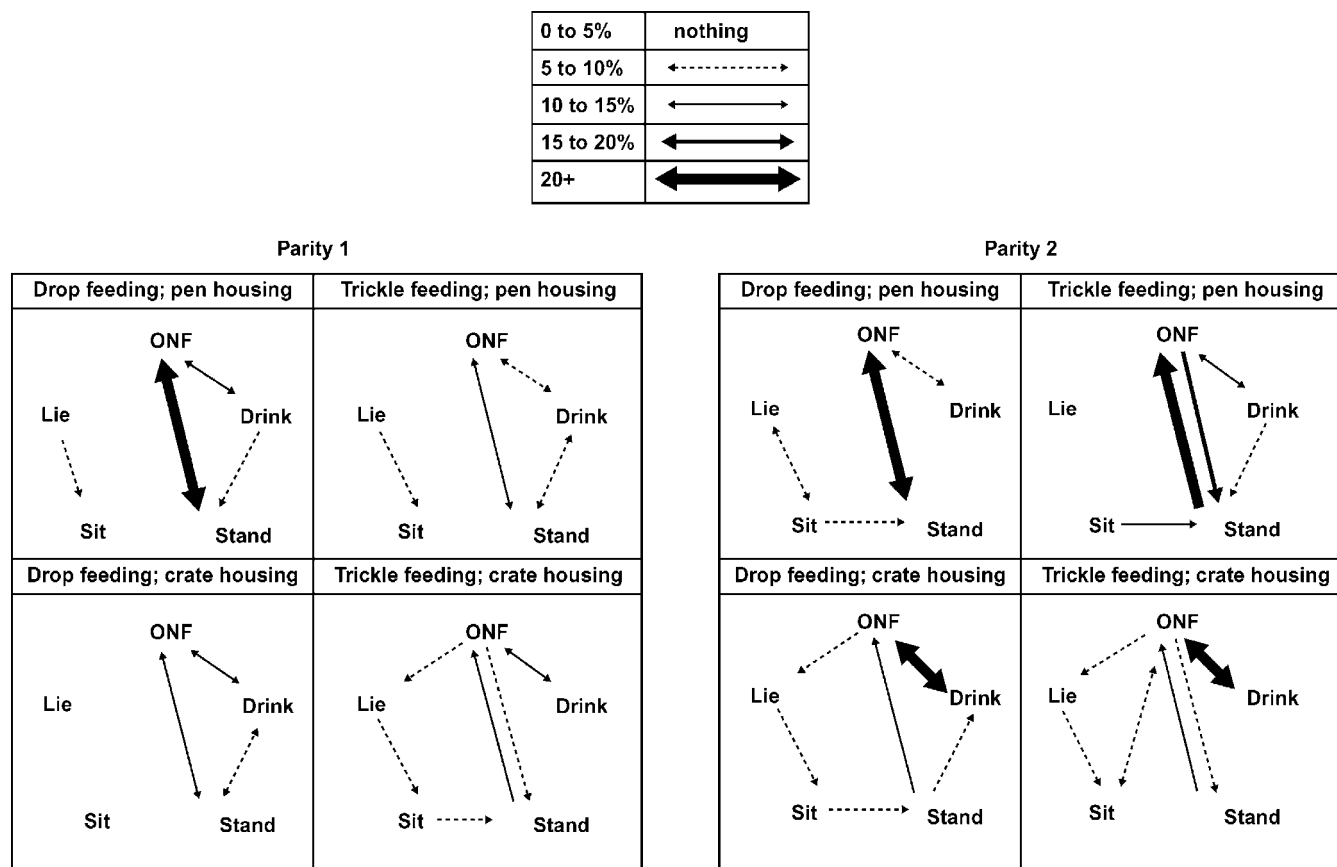 0 to 5% nothing
5 to 10%
10 to 15%
15 to 20%
20+
Parity 1
Drop feeding; pen housing Trickle feeding; pen housing
ONF
Lie
Drink
Sit
Stand
ONF
Lie
Drink
Sit
Stand
Drop feeding; crate housing Trickle feeding; crate housing
ONF
Lie
Drink
Sit
Stand
ONF
Lie
Drink
Sit
Stand
Parity 2
Drop feeding; pen housing Trickle feeding; pen housing
ONF
Lie
Drink
Sit
Stand
ONF
Lie
Drink
Sit
Stand
Drop feeding; crate housing Trickle feeding; crate housing
ONF
Lie
Drink
Sit
Stand
ONF
Lie
Drink
Sit
Stand